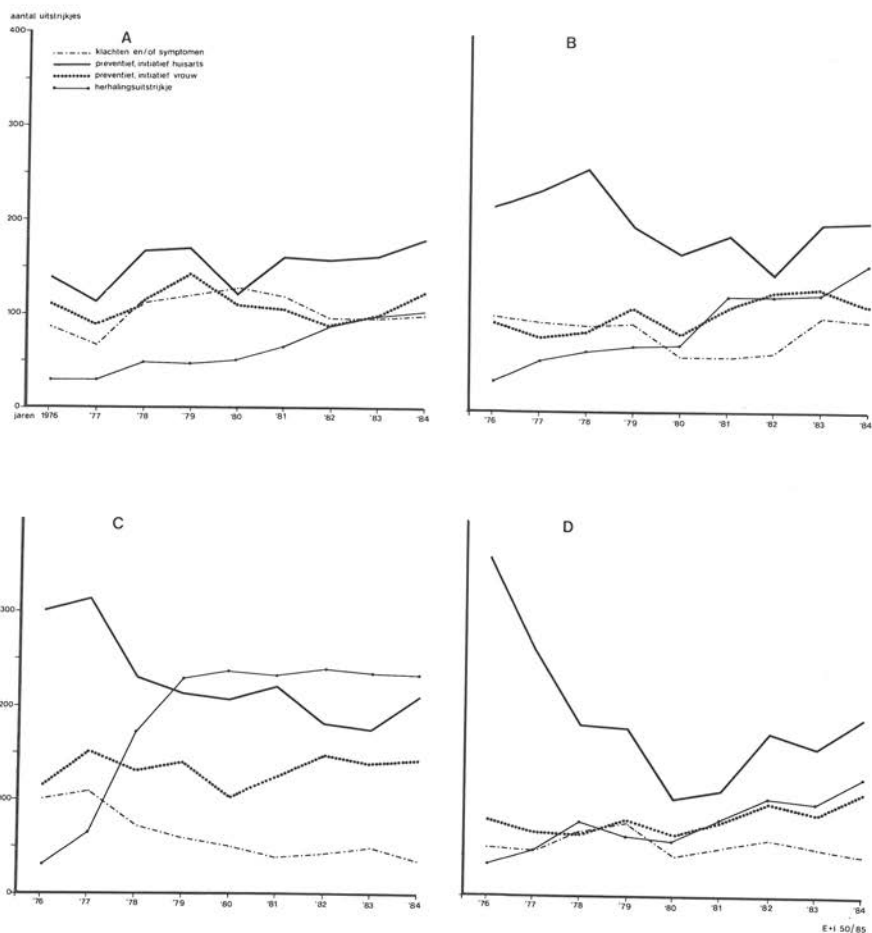 aantal uitstrijkjes
400
A
klachten en/of symptomen
preventief, initiatief huisarts
preventief, initiatief vrouw
herhalingsuitstrijkje
300
200
100
0
jaren 1976 '77 '78 '79 '80 '81 '82 '83 '84
B
'76 '77 '78 '79 '80 '81 '82 '83 '84
C
300
200
100
0
'76 '77 '78 '79 '80 '81 '82 '83 '84
D
'76 '77 '78 '79 '80 '81 '82 '83 '84
E+I 50/85